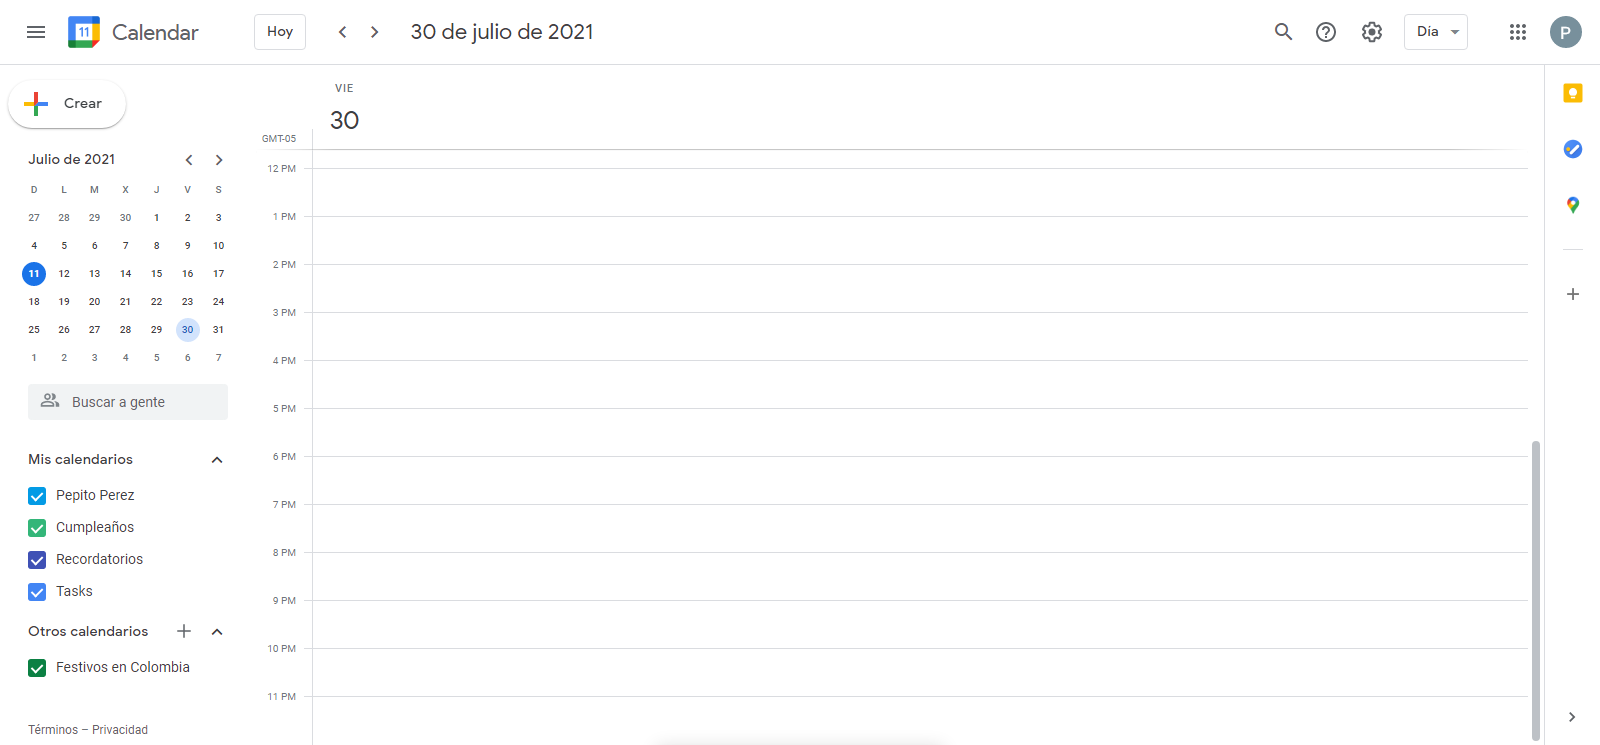 11 Calendar Hoy 30 de julio de 2021 Día P
Crear
Julio de 2021
D L M X J V S
27 28 29 30 1 2 3
4 5 6 7 8 9 10
11 12 13 14 15 16 17
18 19 20 21 22 23 24
25 26 27 28 29 30 31
1 2 3 4 5 6 7
Buscar a gente
Mis calendarios
Pepito Perez
Cumpleaños
Recordatorios
Tasks
Otros calendarios
Festivos en Colombia
Términos – Privacidad
VIE
30
GMT-05
12 PM
1 PM
2 PM
3 PM
4 PM
5 PM
6 PM
7 PM
8 PM
9 PM
10 PM
11 PM